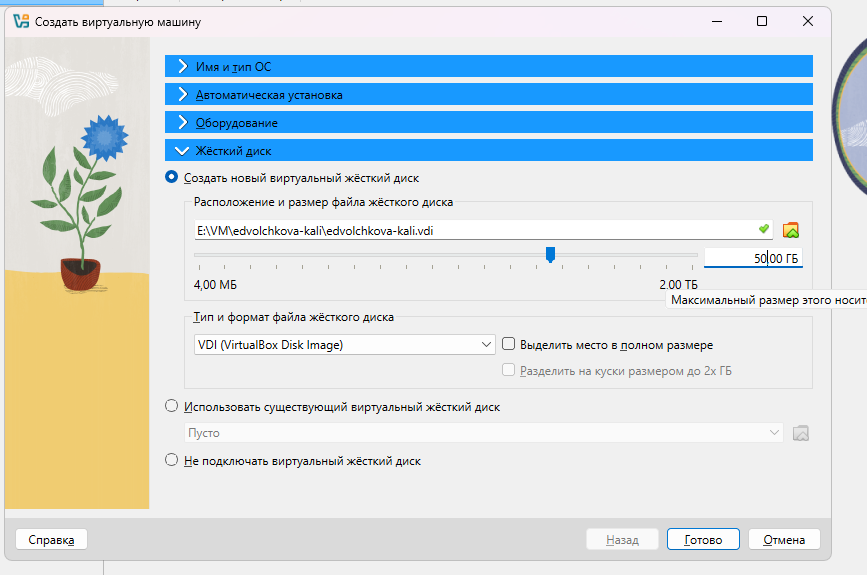 Создать виртуальную машину
Имя и тип ОС
Автоматическая установка
Оборудование
Жёсткий диск
Создать новый виртуальный жёсткий диск
Расположение и размер файла жёсткого диска
E:\VM\edvolchkova-kali\edvolchkova-kali.vdi
50,00 ГБ
4,00 МБ
2.00 ТБ
Максимальный размер этого носит
Тип и формат файла жёсткого диска
VDI (VirtualBox Disk Image)
Выделить место в полном размере
Разделить на куски размером до 2х ГБ
Использовать существующий виртуальный жёсткий диск
Пусто
Не подключать виртуальный жёсткий диск
Справка
Назад
Готово
Отмена